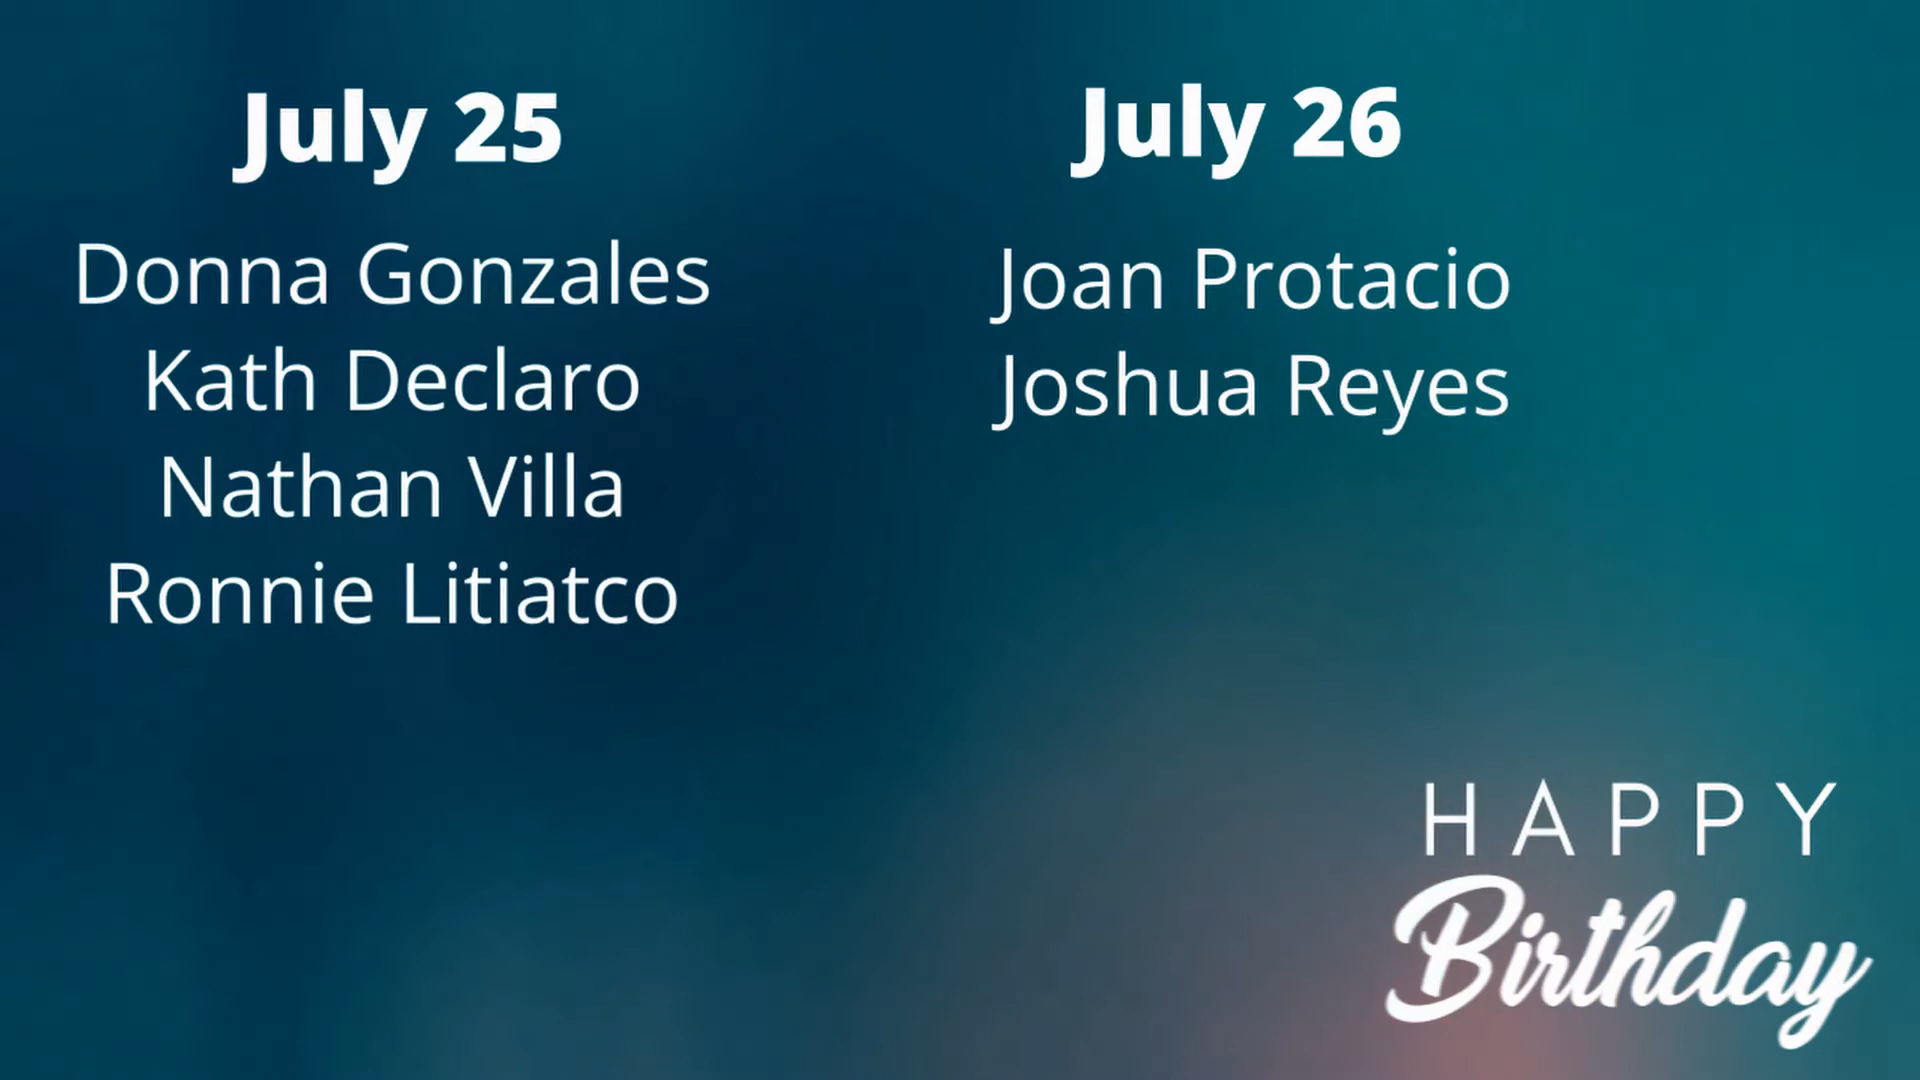 July 25
Donna Gonzales
Kath Declaro
Nathan Villa
Ronnie Litiatco
July 26
Joan Protacio
Joshua Reyes
HAPPY
Birthday